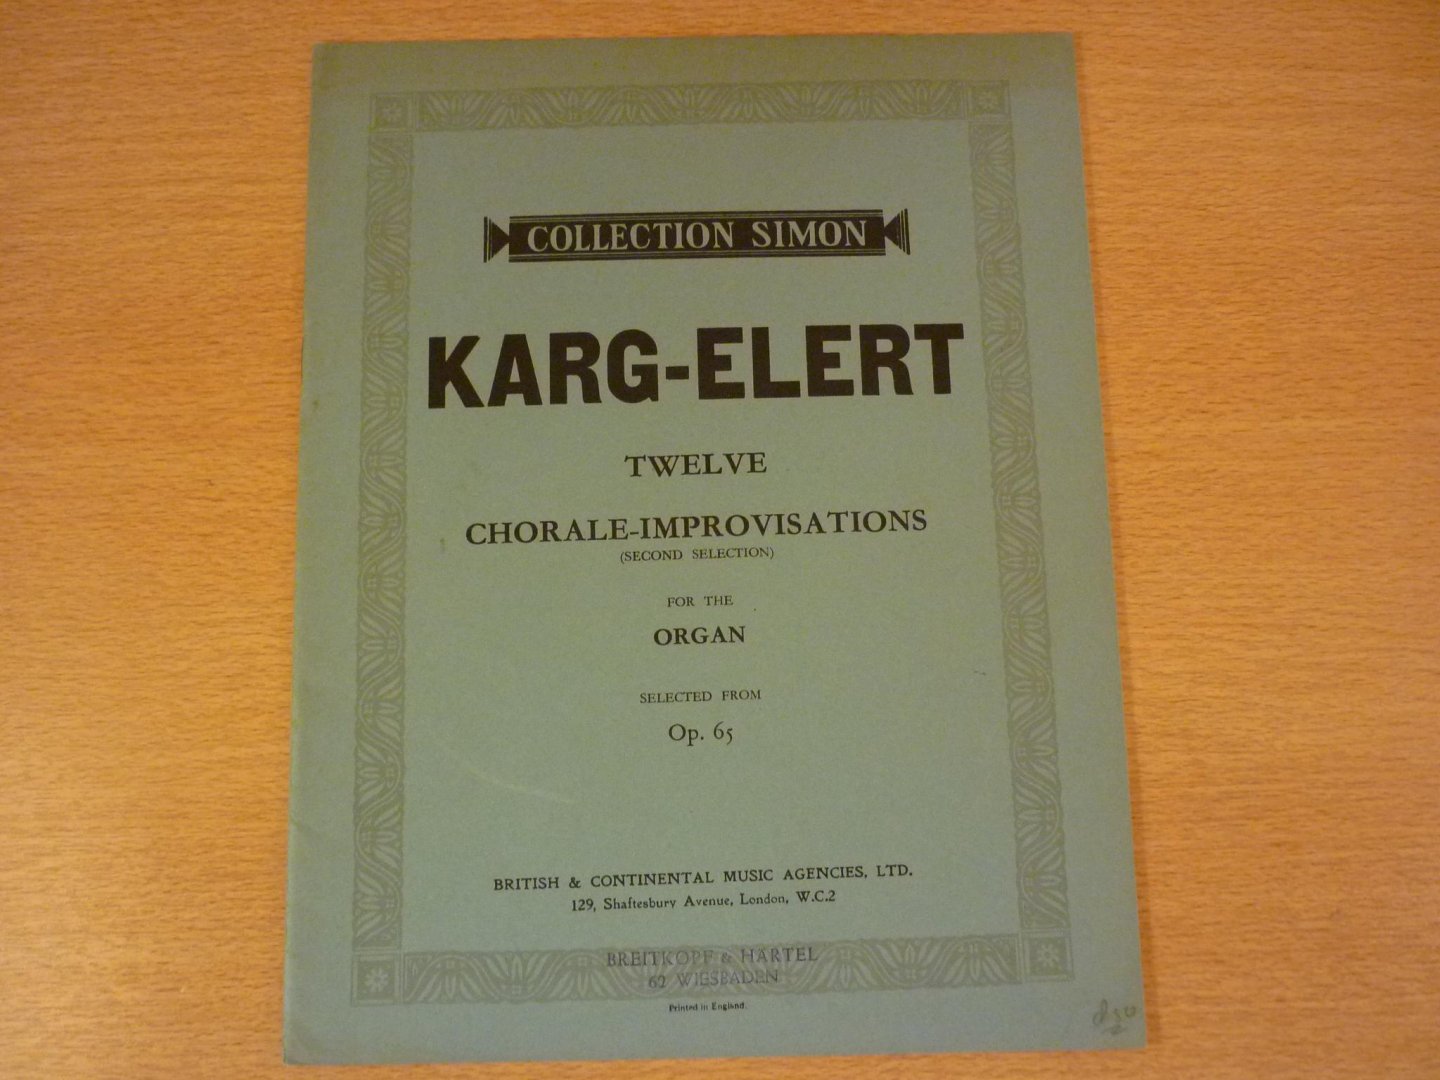 COLLECTION SIMON
KARG-ELERT
TWELVE
CHORALE-IMPROVISATIONS
(SECOND SELECTION)
FOR THE
ORGAN
SELECTED FROM
Op. 65
BRITISH & CONTINENTAL MUSIC AGENCIES, LTD.
129, Shaftesbury Avenue, London, W.C.2
BREITKOPF & HÄRTEL
62 WIESBADEN
Printed in England.